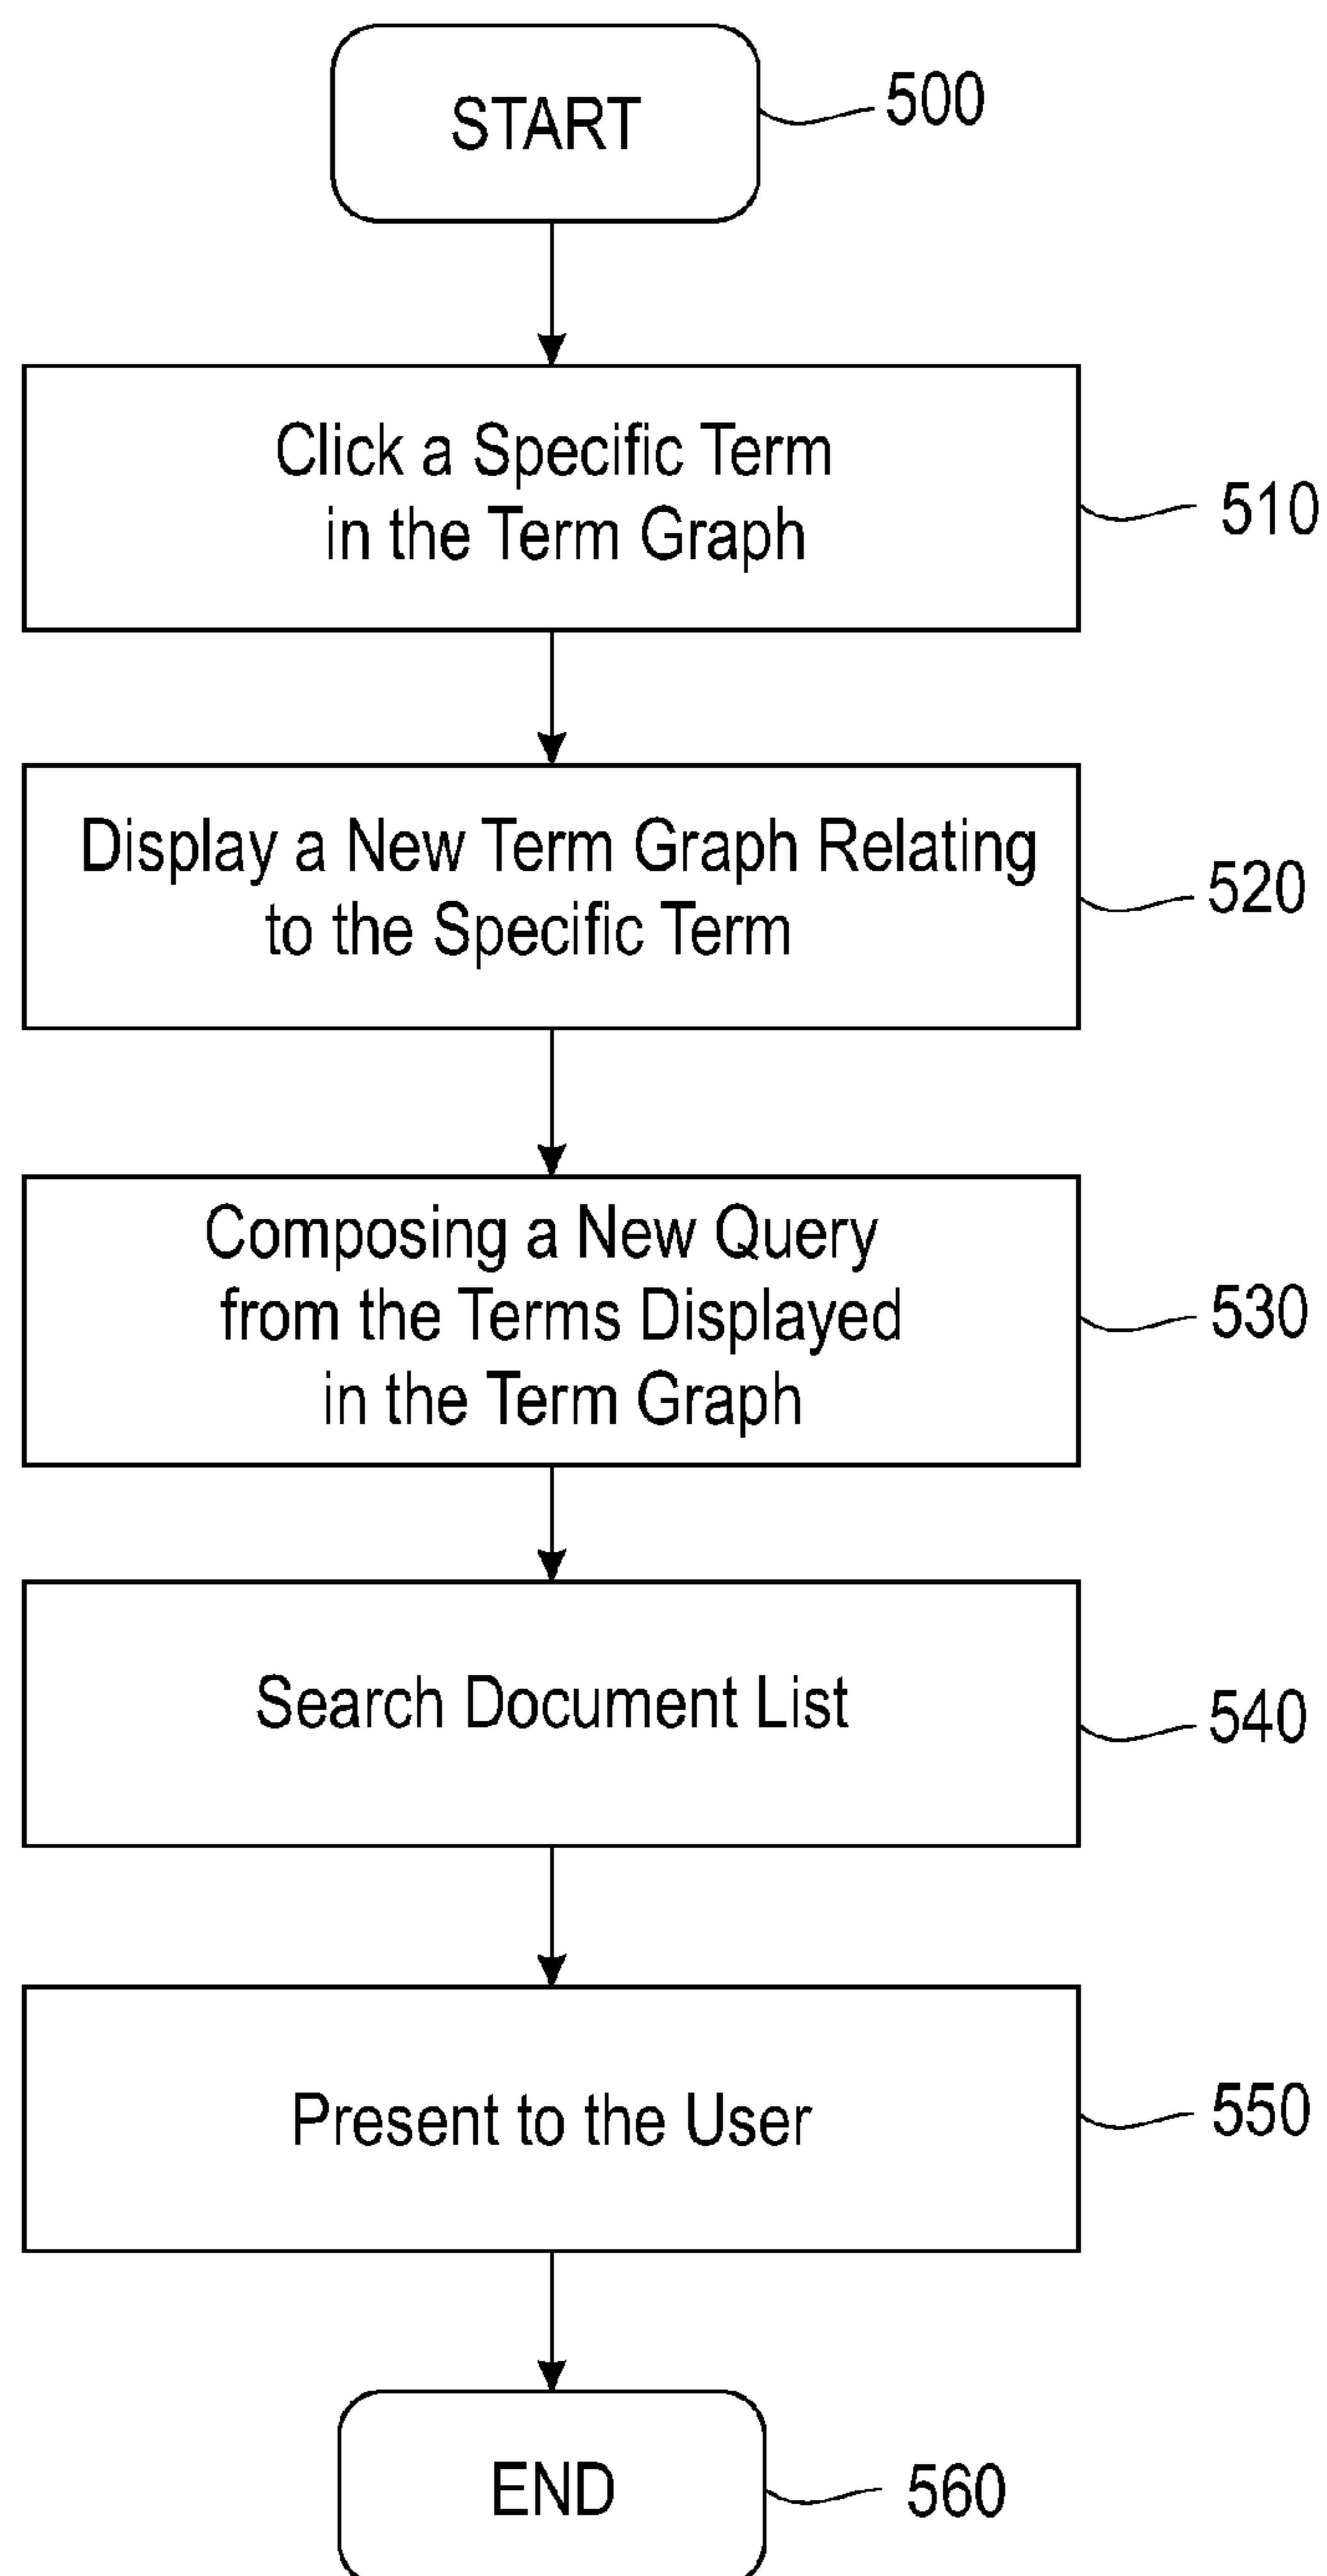 START
500
Click a Specific Term
in the Term Graph
510
Display a New Term Graph Relating
to the Specific Term
520
Composing a New Query
from the Terms Displayed
in the Term Graph
530
Search Document List
540
Present to the User
550
END
560